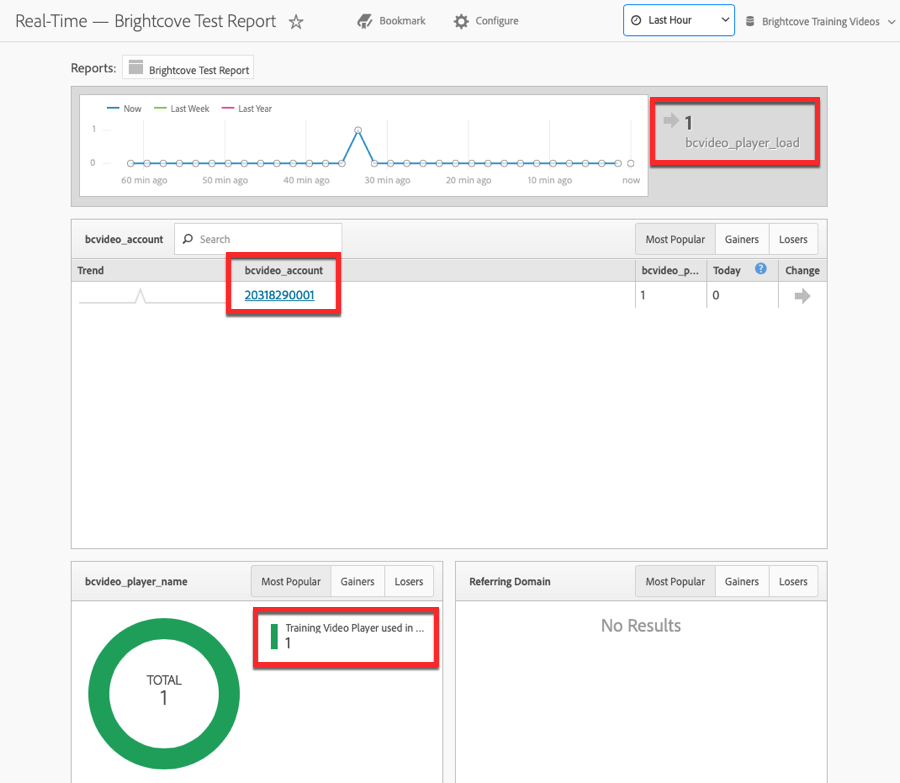 Real-Time — Brightcove Test Report Bookmark Configure Last Hour Brightcove Training Videos
Reports: Brightcove Test Report
Now Last Week Last Year
1
0
60 min ago 50 min ago 40 min ago 30 min ago 20 min ago 10 min ago now
1
bcvideo_player_load
bcvideo_account Search Most Popular Gainers Losers
Trend bcvideo_account bcvideo_p... Today ? Change
20318290001 1 0
bcvideo_player_name Most Popular Gainers Losers
TOTAL
1
Training Video Player used in ...
1
Referring Domain Most Popular Gainers Losers
No Results